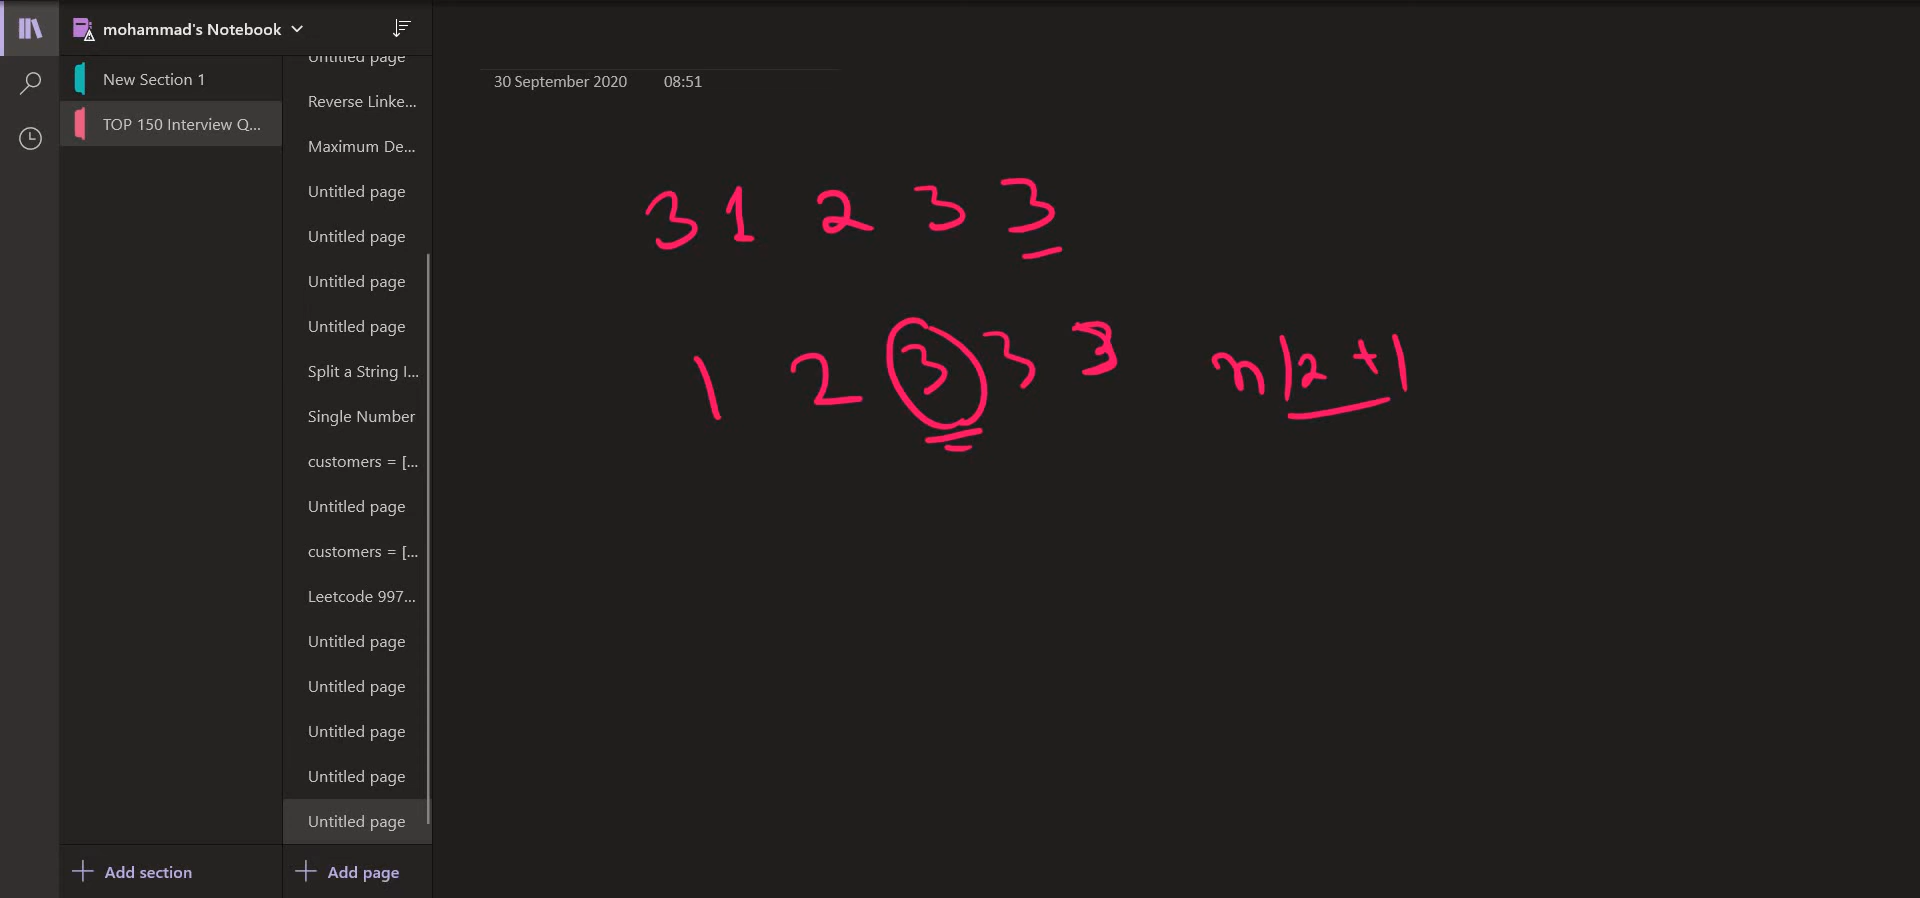 mohammad's Notebook
New Section 1
TOP 150 Interview Q...
Add section
Untitled page
Reverse Linke...
Maximum De...
Untitled page
Untitled page
Untitled page
Untitled page
Split a String I...
Single Number
customers = [...
Untitled page
customers = [...
Leetcode 997...
Untitled page
Untitled page
Untitled page
Untitled page
Untitled page
Add page
30 September 2020 08:51
3 1 2 3 3
1 2 3 3 3 n/2 + 1